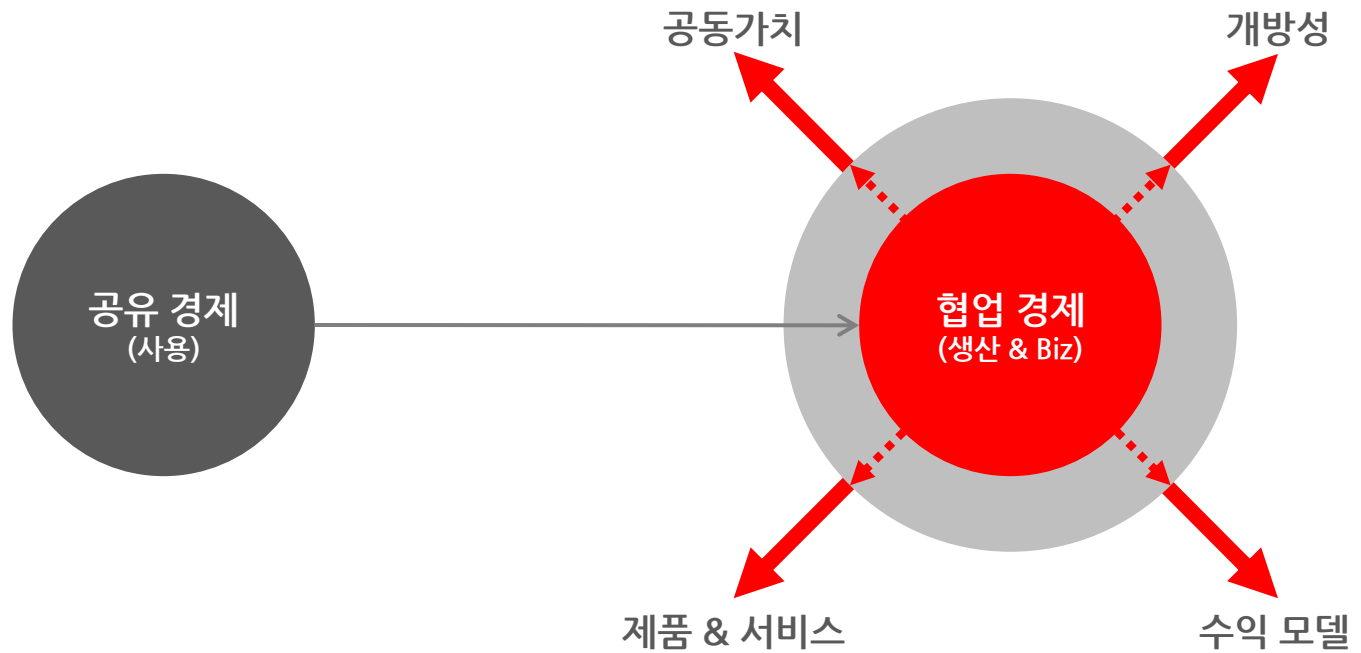 공동가치
개방성
공유 경제
(사용)
협업 경제
(생산 & Biz)
제품 & 서비스
수익 모델